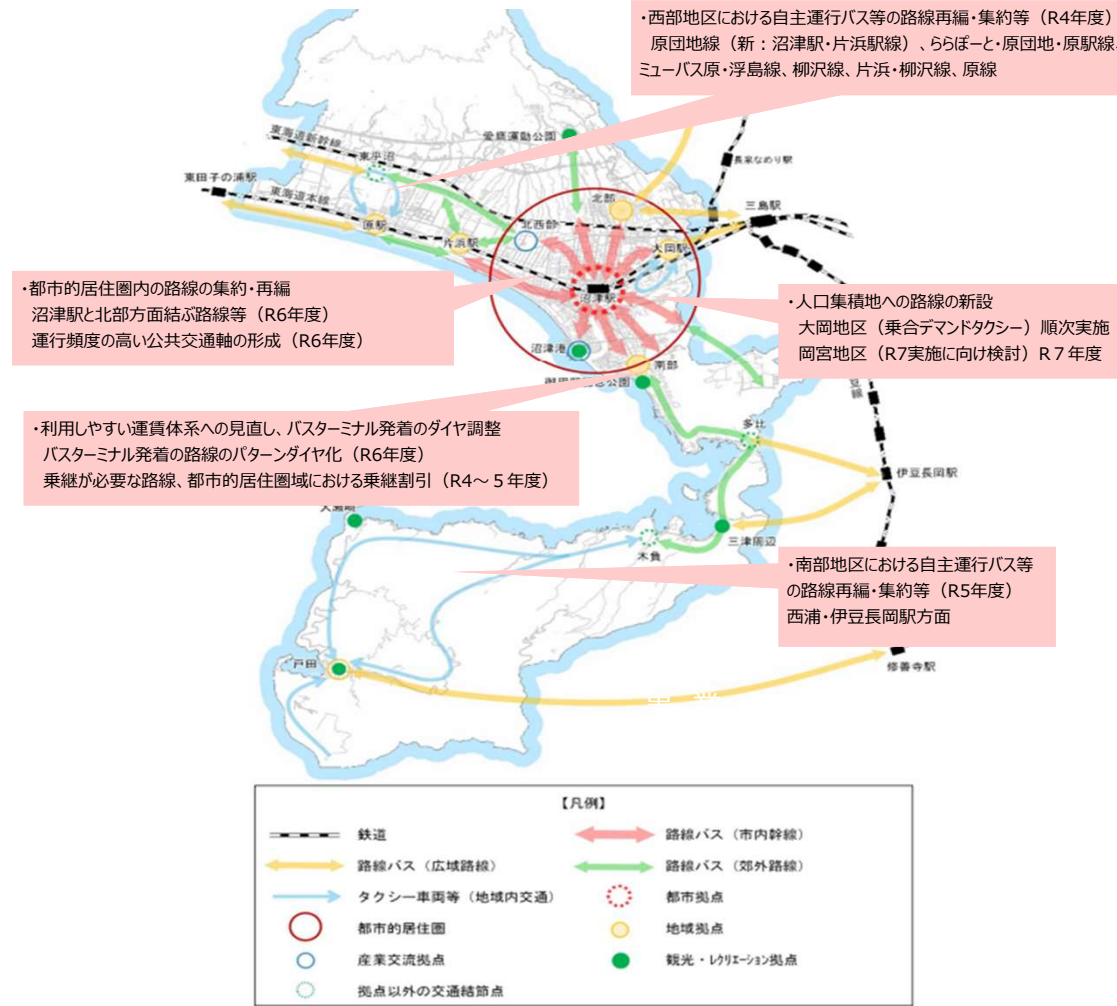 ・西部地区における自主運行バス等の路線再編・集約等（R4年度）
原団地線（新：沼津駅・片浜駅線）、ららぽーと・原団地・原駅線、
ミューバス原・浮島線、柳沢線、片浜・柳沢線、原線
愛鷹運動公園
東海道新幹線
東平沼
長泉なめり駅
東田子の浦駅
東海道本線
北部
三島駅
原駅
北西部
片浜駅
大岡駅
沼津駅
・都市的居住圏内の路線の集約・再編
沼津駅と北部方面結ぶ路線等（R6年度）
運行頻度の高い公共交通軸の形成（R6年度）
・人口集積地への路線の新設
大岡地区（乗合デマンドタクシー）順次実施
岡宮地区（R7実施に向け検討）R７年度
沼津港
南部
公園
豆線
・利用しやすい運賃体系への見直し、バスターミナル発着のダイヤ調整
バスターミナル発着の路線のパターンダイヤ化（R6年度）
乗継が必要な路線、都市的居住圏域における乗継割引（R4～５年度）
多比
伊豆長岡駅
三津周辺
木負
・南部地区における自主運行バス等
の路線再編・集約等（R5年度）
西浦・伊豆長岡駅方面
戸田
修善寺駅
【凡例】
鉄道
路線バス（市内幹線）
路線バス（広域路線）
路線バス（郊外路線）
タクシー車両等（地域内交通）
都市拠点
都市的居住圏
地域拠点
産業交流拠点
観光・レクリエーション拠点
拠点以外の交通結節点